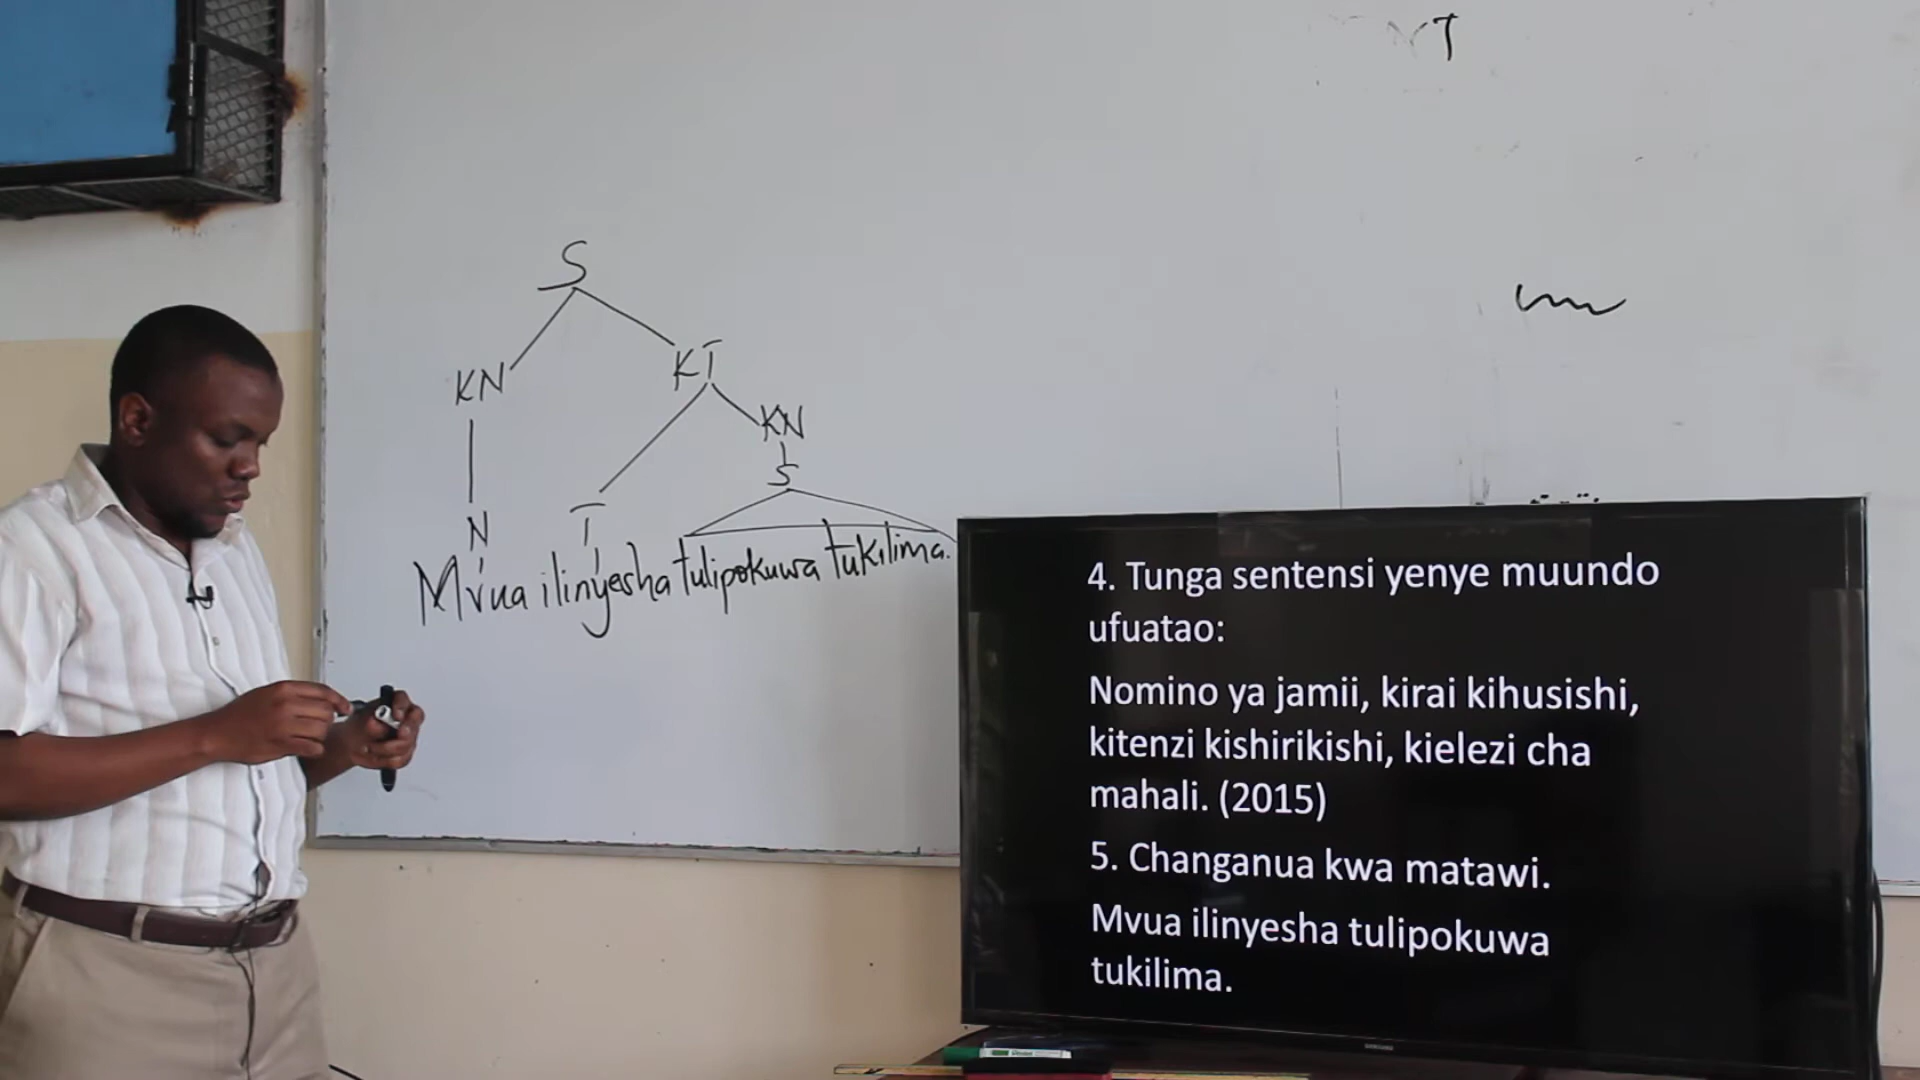 T
S
KN KT
KN
S
N T
Mvua ilinyesha tulipokuwa tukilima.
4. Tunga sentensi yenye muundo
ufuatao:
Nomino ya jamii, kirai kihusishi,
kitenzi kishirikishi, kielezi cha
mahali. (2015)
5. Changanua kwa matawi.
Mvua ilinyesha tulipokuwa
tukilima.
SAMSUNG